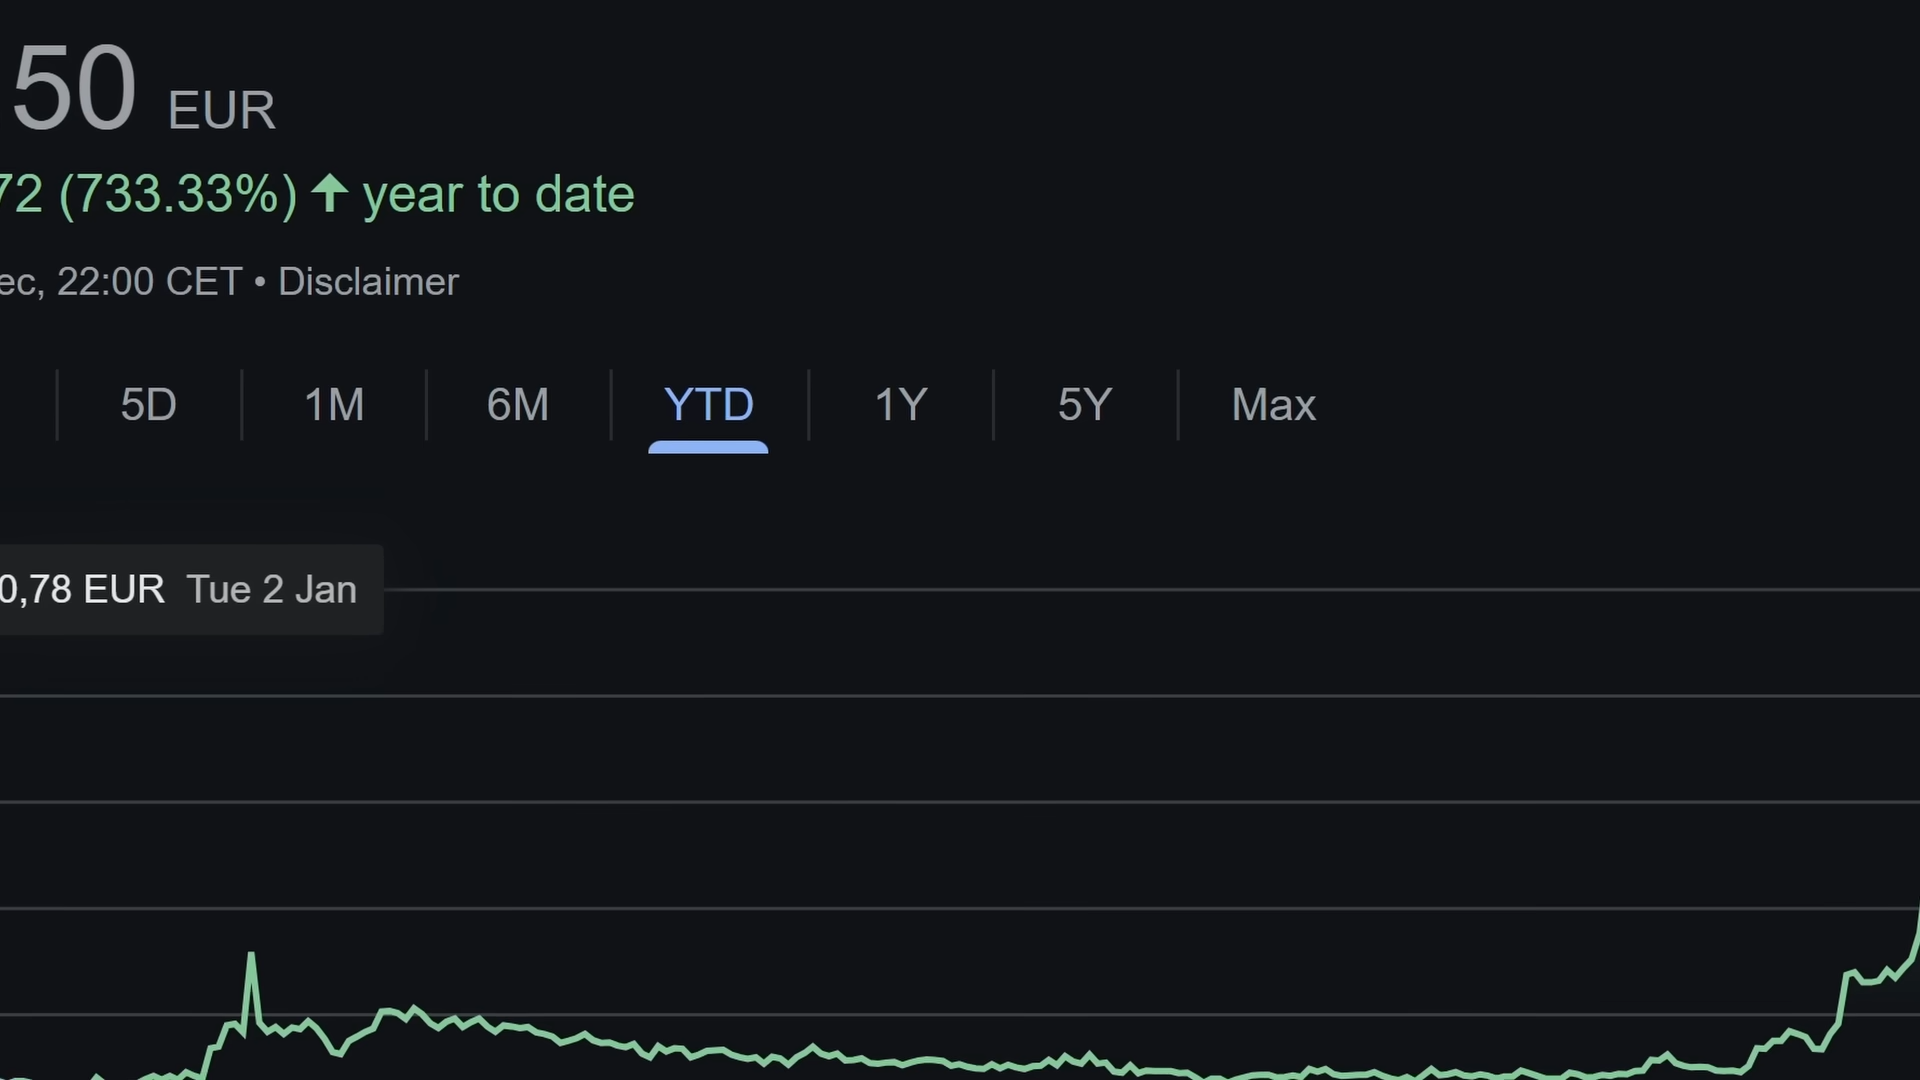 50 EUR
72 (733.33%) ↑ year to date
ec, 22:00 CET • Disclaimer
5D 1M 6M YTD 1Y 5Y Max
0,78 EUR Tue 2 Jan